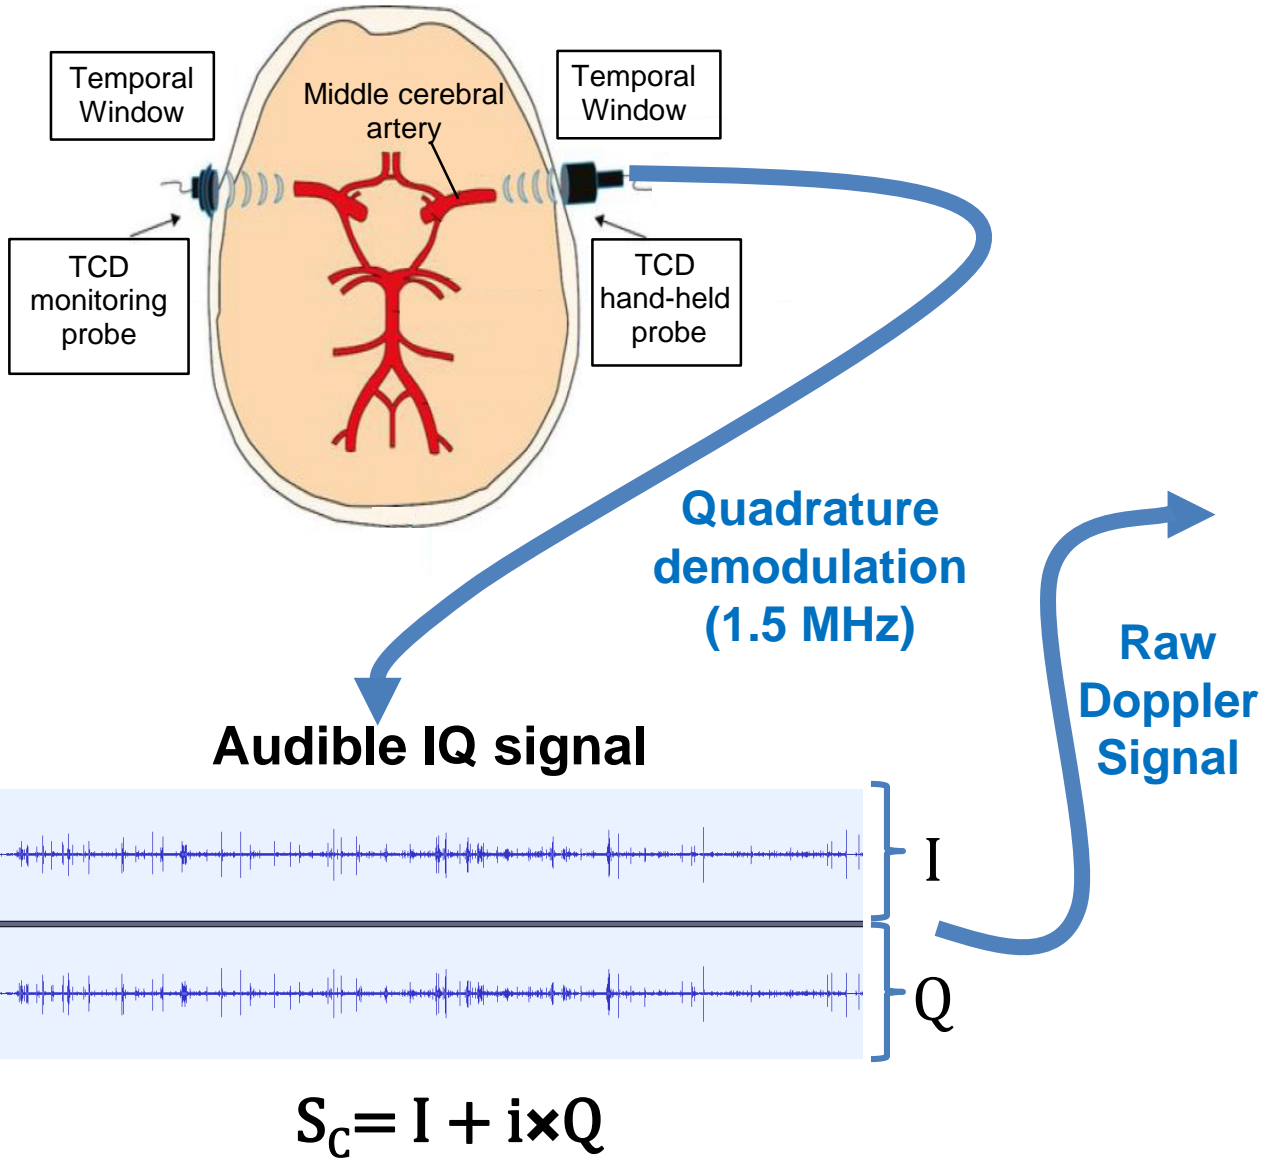 Temporal
Window
Middle cerebral
artery
Temporal
Window
TCD
monitoring
probe
TCD
hand-held
probe
Quadrature
demodulation
(1.5 MHz)
Raw
Doppler
Signal
Audible IQ signal
I
Q
S_C= I + i×Q